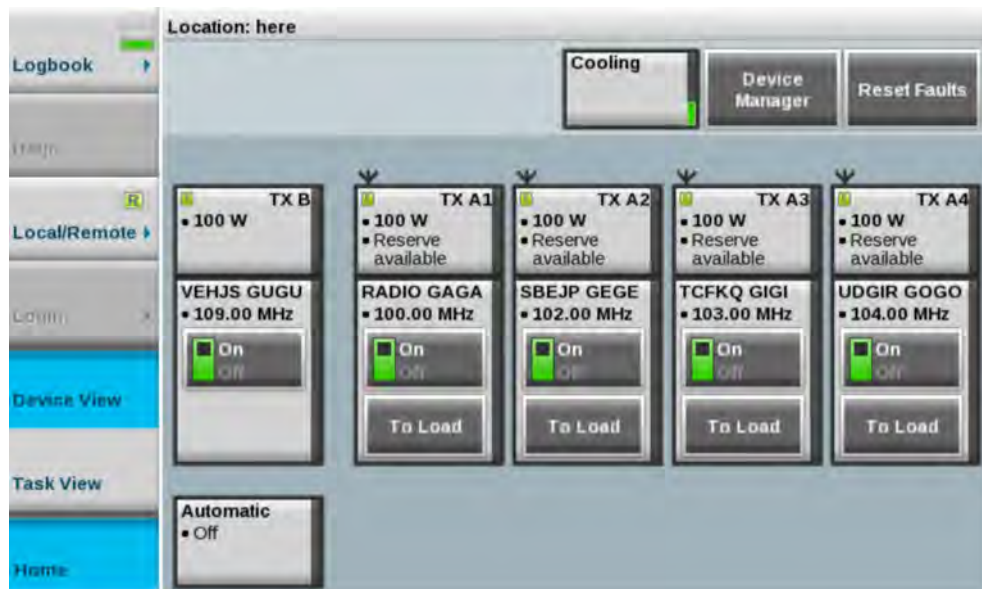 Location: here
Logbook
Cooling
Device
Manager
Reset Faults
R
Local/Remote
TX B
• 100 W
TX A1
• 100 W
• Reserve
available
TX A2
• 100 W
• Reserve
available
TX A3
• 100 W
• Reserve
available
TX A4
• 100 W
• Reserve
available
VEHJS GUGU
• 109.00 MHz
On
Off
RADIO GAGA
• 100.00 MHz
On
Off
To Load
SBEJP GEGE
• 102.00 MHz
On
Off
To Load
TCFKQ GIGI
• 103.00 MHz
On
Off
To Load
UDGIR GOGO
• 104.00 MHz
On
Off
To Load
Device View
Task View
Automatic
• Off
Home